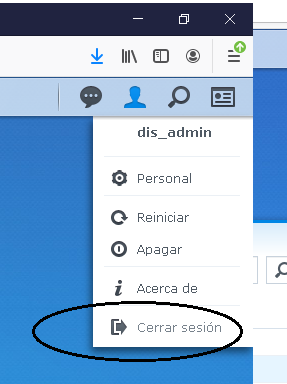 dis_admin
Personal
Reiniciar
Apagar
Acerca de
Cerrar sesión